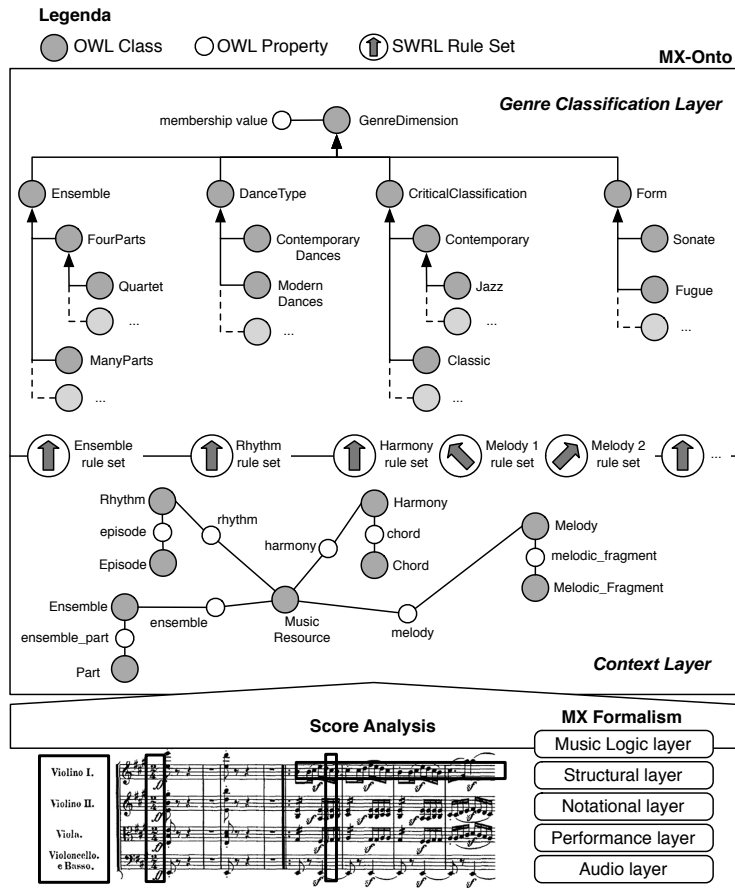 Legenda
OWL Class
OWL Property
SWRL Rule Set
MX-Onto
Genre Classification Layer
membership value
GenreDimension
Ensemble
DanceType
CriticalClassification
Form
FourParts
Contemporary
Dances
Contemporary
Sonate
Quartet
Modern
Dances
Jazz
Fugue
...
...
...
...
ManyParts
Classic
...
...
Ensemble
rule set
Rhythm
rule set
Harmony
rule set
Melody 1
rule set
Melody 2
rule set
...
Rhythm
rhythm
Harmony
episode
harmony
chord
Melody
melodic_fragment
Episode
Chord
Melodic_Fragment
Ensemble
ensemble
Music
Resource
melody
ensemble_part
Part
Context Layer
Score Analysis
MX Formalism
Music Logic layer
Structural layer
Notational layer
Performance layer
Audio layer
Violino I.
Violino II.
Viola.
Violoncello.
e Basso.